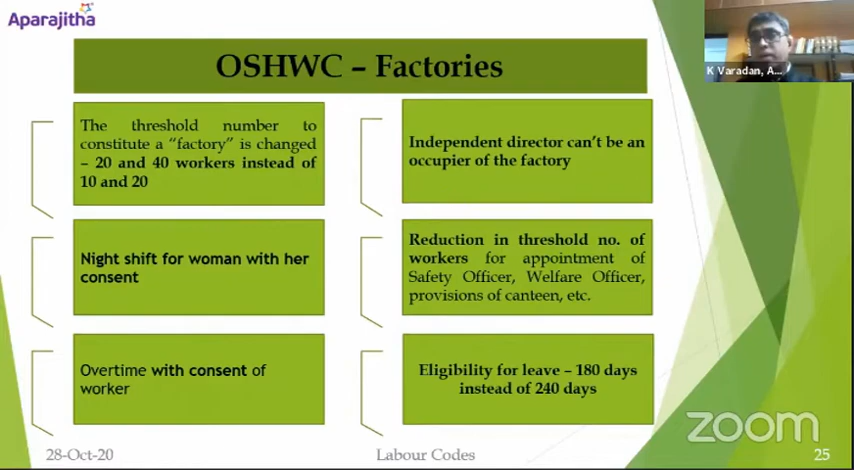 Aparajitha
K Varadan, A...
OSHWC – Factories
The threshold number to
constitute a “factory” is changed
– 20 and 40 workers instead of
10 and 20
Independent director can’t be an
occupier of the factory
Night shift for woman with her
consent
Reduction in threshold no. of
workers for appointment of
Safety Officer, Welfare Officer,
provisions of canteen, etc.
Overtime with consent of
worker
Eligibility for leave – 180 days
instead of 240 days
zoom
28-Oct-20
Labour Codes
25